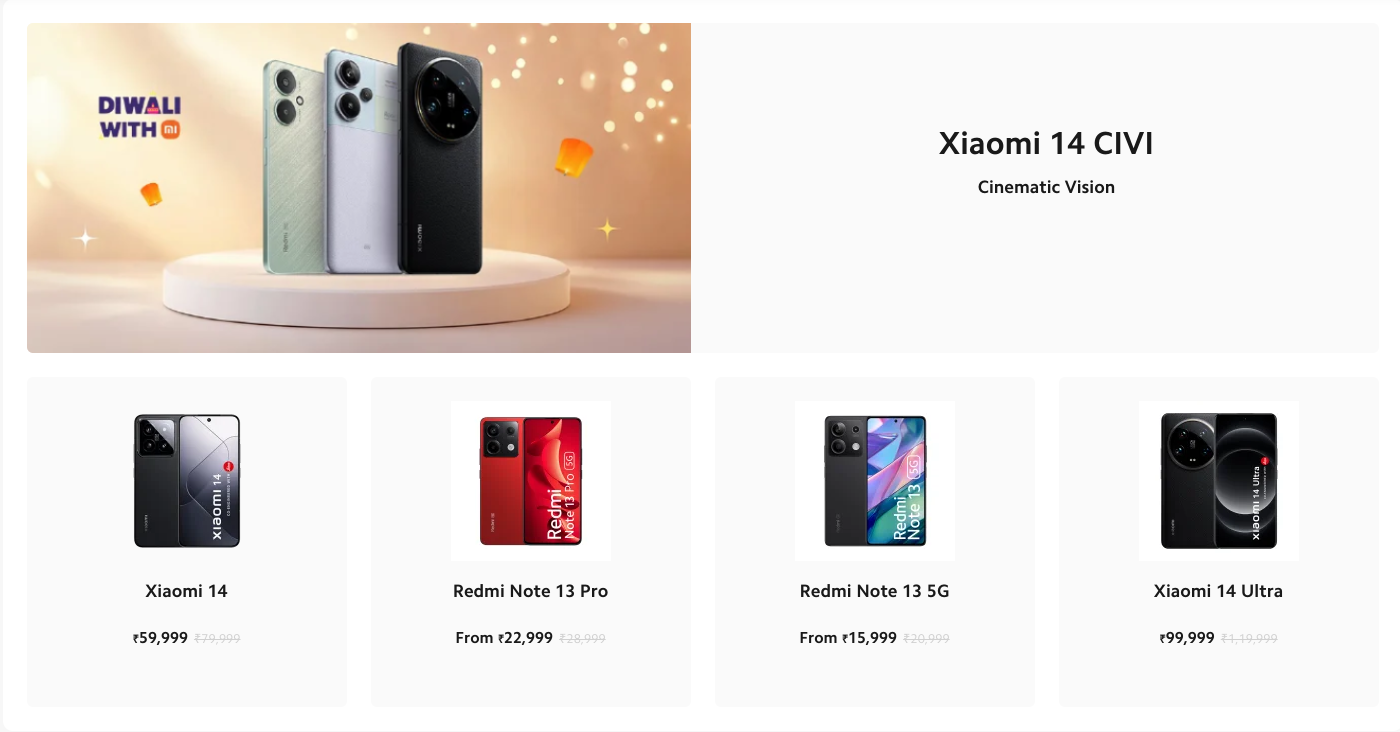 DIWALI
WITH
Xiaomi 14 CIVI
Cinematic Vision
xiaomi 14
Redmi
Note 13 Pro 5G
Redmi
Note 13 5G
xiaomi 14 Ultra
Xiaomi 14
Redmi Note 13 Pro
Redmi Note 13 5G
Xiaomi 14 Ultra
₹59,999 ₹79,999
From ₹22,999 ₹28,999
From ₹15,999 ₹20,999
₹99,999 ₹1,19,999